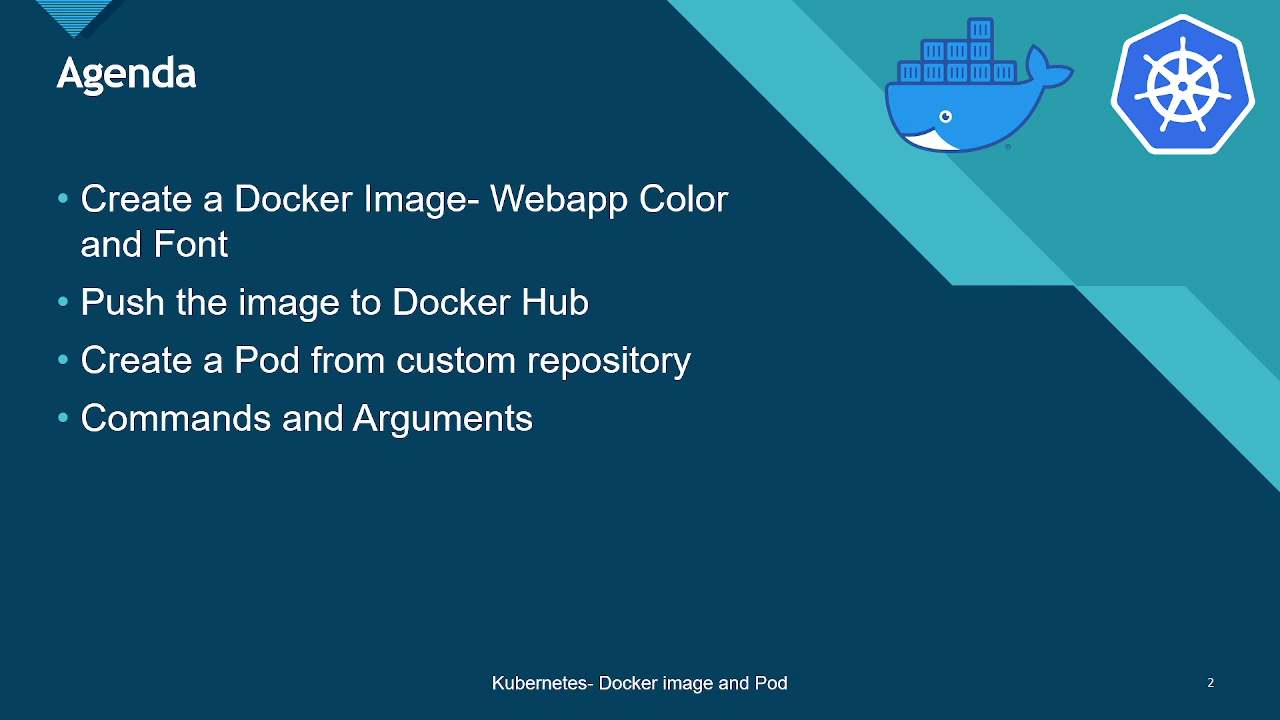 Agenda
• Create a Docker Image- Webapp Color
and Font
• Push the image to Docker Hub
• Create a Pod from custom repository
• Commands and Arguments
Kubernetes- Docker image and Pod
2